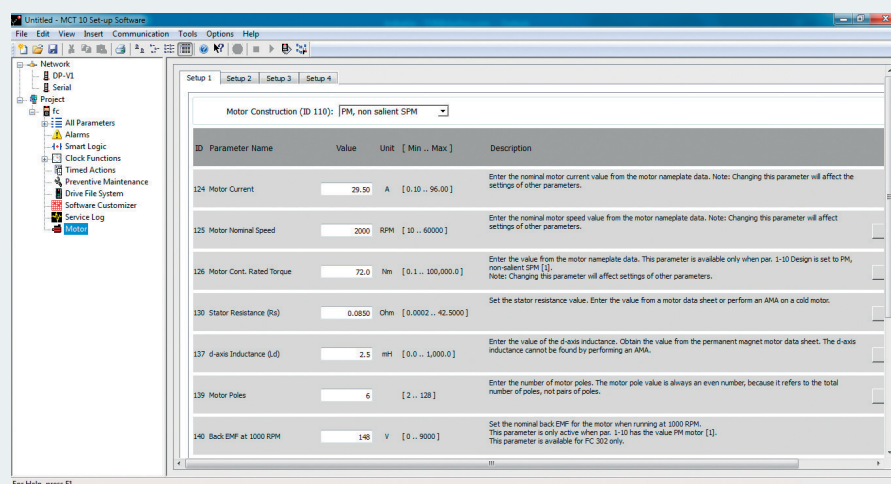 Untitled - MCT 10 Set-up Software
File Edit View Insert Communication Tools Options Help
Network
DP-V1
Serial
Project
fc
All Parameters
Alarms
Smart Logic
Clock Functions
Timed Actions
Preventive Maintenance
Drive File System
Software Customizer
Service Log
Motor
Setup 1 Setup 2 Setup 3 Setup 4
Motor Construction (ID 110): PM, non salient SPM
ID Parameter Name Value Unit [ Min .. Max ] Description
124 Motor Current 29.50 A [ 0.10 .. 96.00 ] Enter the nominal motor current value from the motor nameplate data. Note: Changing this parameter will affect the
settings of other parameters.
125 Motor Nominal Speed 2000 RPM [ 10 .. 60000 ] Enter the nominal motor speed value from the motor nameplate data. Note: Changing this parameter will affect
settings of other parameters.
126 Motor Cont. Rated Torque 72.0 Nm [ 0.1 .. 100,000.0 ] Enter the value from the motor nameplate data. This parameter is available only when par. 1-10 Design is set to PM,
non-salient SPM [1].
Note: Changing this parameter will affect settings of other parameters.
130 Stator Resistance (Rs) 0.0850 Ohm [ 0.0002 .. 42.5000 ] Set the stator resistance value. Enter the value from a motor data sheet or perform an AMA on a cold motor.
137 d-axis Inductance (Ld) 2.5 mH [ 0.0 .. 1,000.0 ] Enter the value of the d-axis inductance. Obtain the value from the permanent magnet motor data sheet. The d-axis
inductance cannot be found by performing an AMA.
139 Motor Poles 6 [ 2 .. 128 ] Enter the number of motor poles. The motor pole value is always an even number, because it refers to the total
number of poles, not pairs of poles.
140 Back EMF at 1000 RPM 148 V [ 0 .. 9000 ] Set the nominal back EMF for the motor when running at 1000 RPM.
This parameter is only active when par. 1-10 has the value PM motor [1].
This parameter is available for FC 302 only.
For Help, press F1